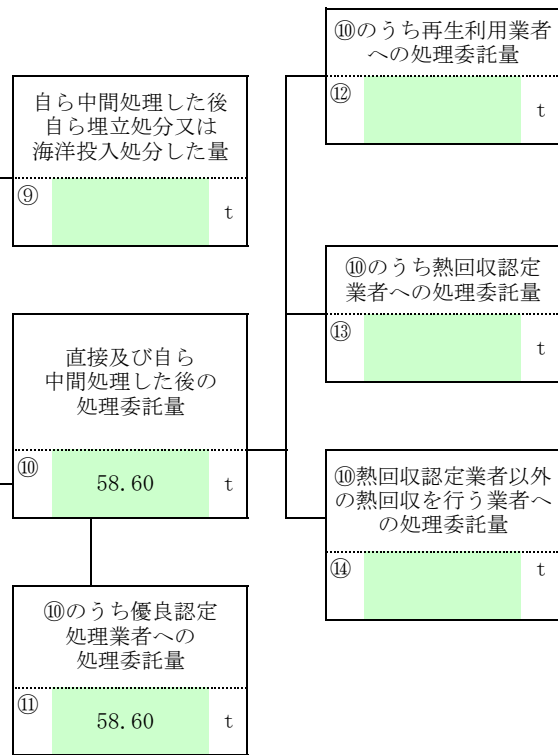 自ら中間処理した後
自ら埋立処分又は
海洋投入処分した量
⑨
t
直接及び自ら
中間処理した後の
処理委託量
⑩
58.60
t
⑩のうち優良認定
処理業者への
処理委託量
⑪
58.60
t
⑩のうち再生利用業者
への処理委託量
⑫
t
⑩のうち熱回収認定
業者への処理委託量
⑬
t
⑩熱回収認定業者以外
の熱回収を行う業者へ
の処理委託量
⑭
t